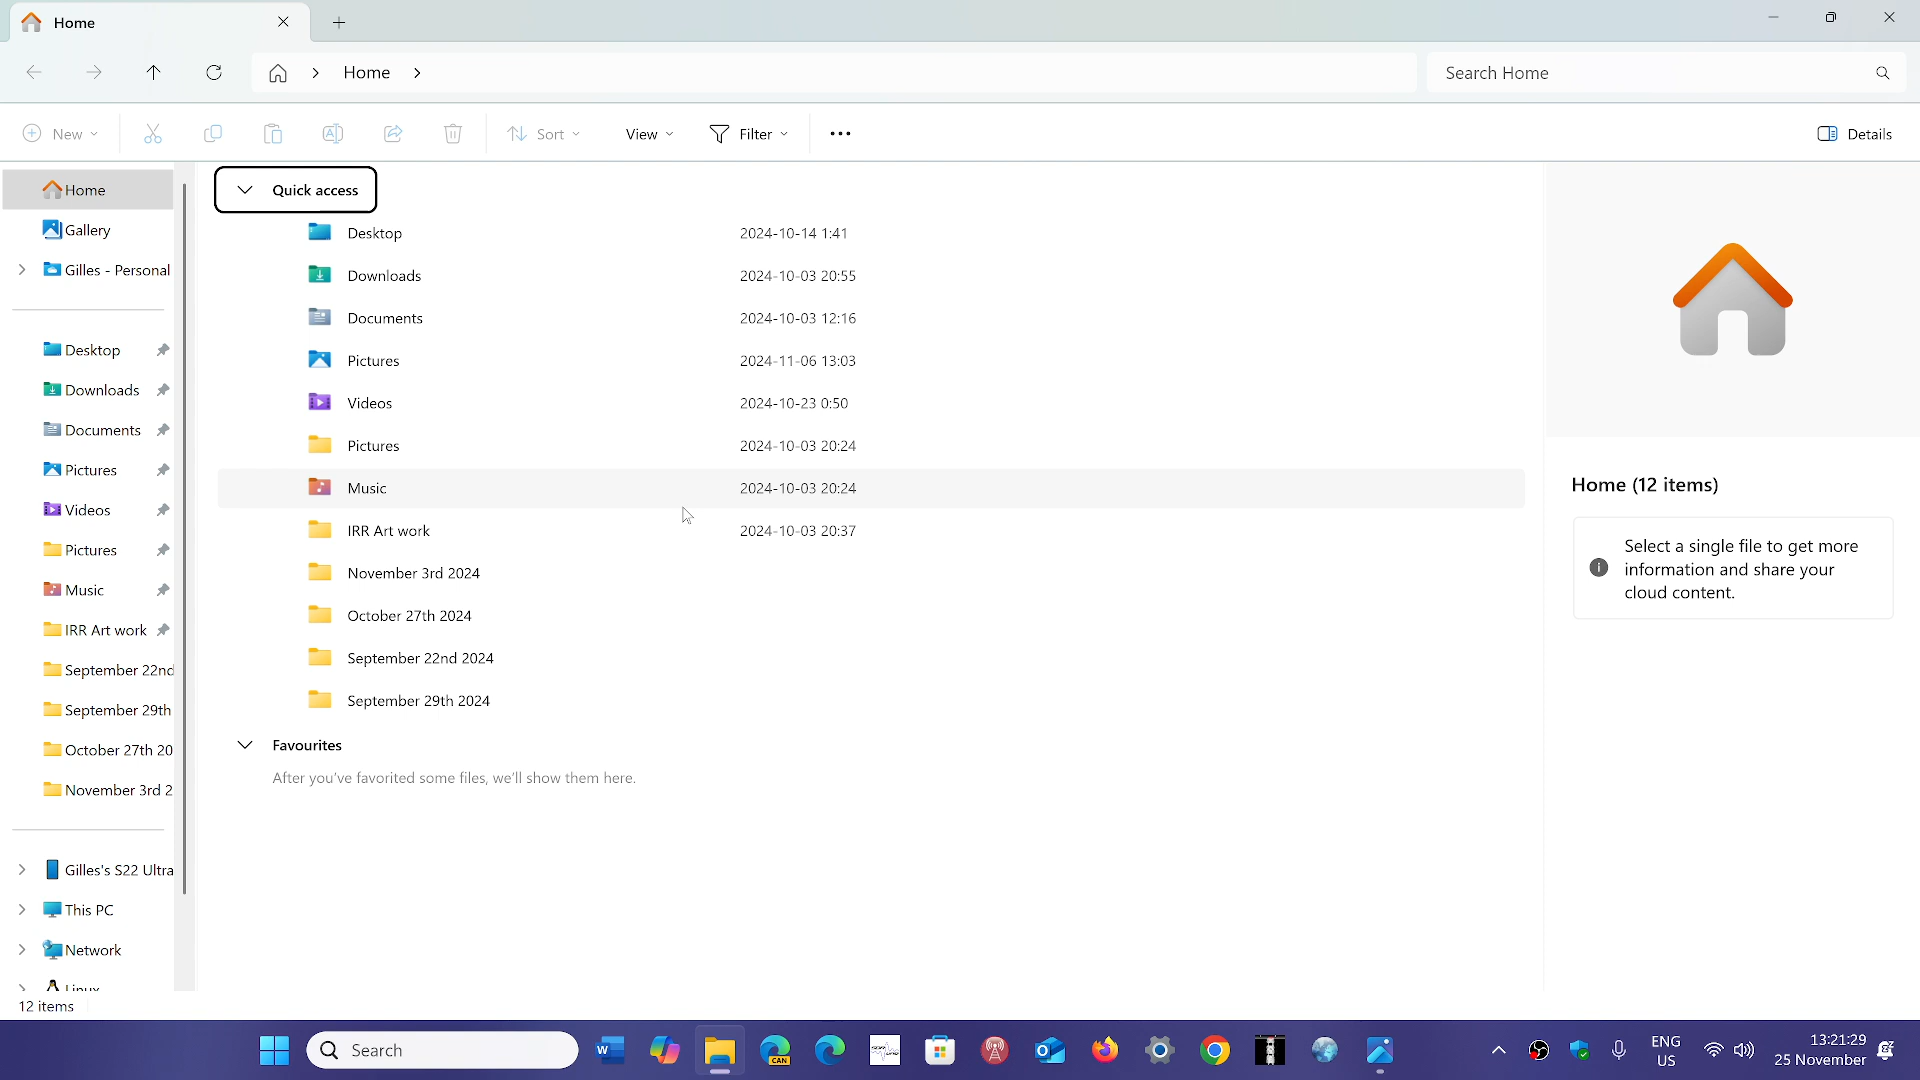 Home
Home
Search Home
New
Sort
View
Filter
Details
Home
Gallery
Gilles - Personal
Desktop
Downloads
Documents
Pictures
Videos
Pictures
Music
IRR Art work
September 22nd
September 29th
October 27th 20
November 3rd 2
Gilles's S22 Ultra
This PC
Network
Linux
12 items
Quick access
Desktop 2024-10-14 1:41
Downloads 2024-10-03 20:55
Documents 2024-10-03 12:16
Pictures 2024-11-06 13:03
Videos 2024-10-23 0:50
Pictures 2024-10-03 20:24
Music 2024-10-03 20:24
IRR Art work 2024-10-03 20:37
November 3rd 2024
October 27th 2024
September 22nd 2024
September 29th 2024
Favourites
After you've favorited some files, we'll show them here.
Home (12 items)
Select a single file to get more
information and share your
cloud content.
Search
W
CAN
ENG
US
13:21:29
25 November